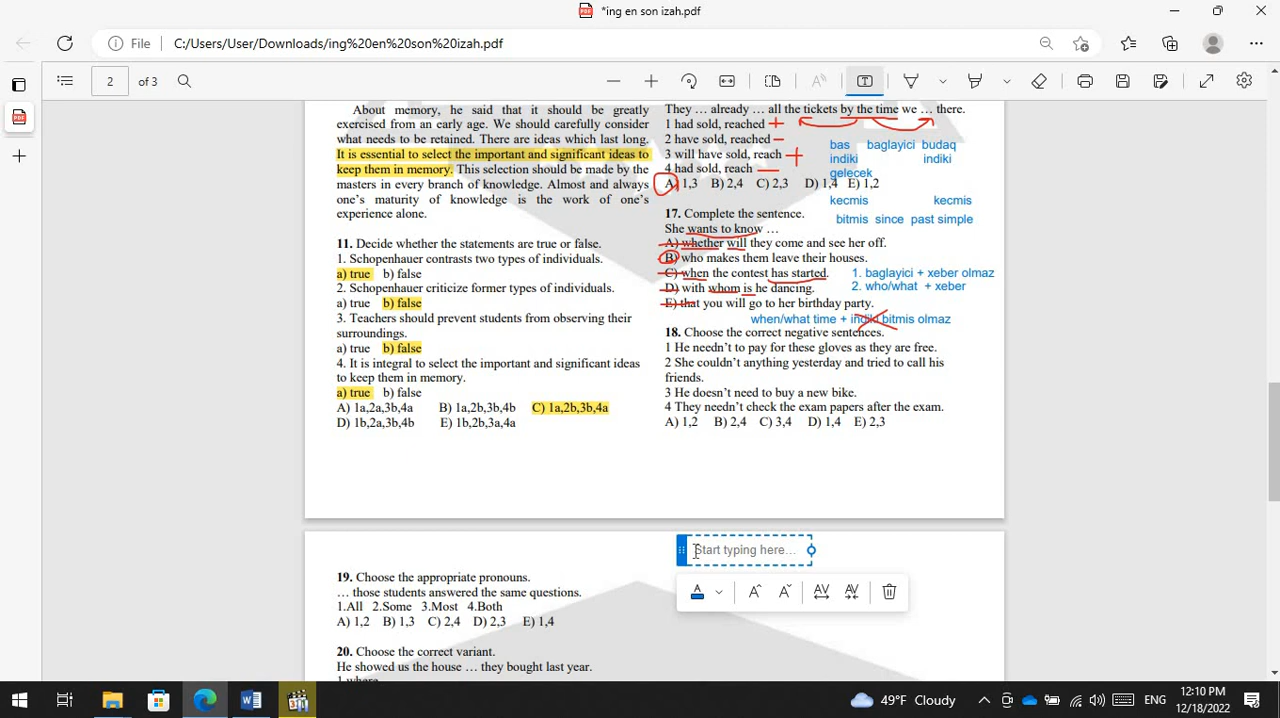 *ing en son izah.pdf
File
C:/Users/User/Downloads/ing%20en%20son%20izah.pdf
2 of 3
About memory, he said that it should be greatly
exercised from an early age. We should carefully consider
what needs to be retained. There are ideas which last long.
It is essential to select the important and significant ideas to
keep them in memory. This selection should be made by the
masters in every branch of knowledge. Almost and always
one's maturity of knowledge is the work of one's
experience alone.
11. Decide whether the statements are true or false.
1. Schopenhauer contrasts two types of individuals.
a) true b) false
2. Schopenhauer criticize former types of individuals.
a) true b) false
3. Teachers should prevent students from observing their
surroundings.
a) true b) false
4. It is integral to select the important and significant ideas
to keep them in memory.
a) true b) false
A) 1a,2a,3b,4a B) 1a,2b,3b,4b C) 1a,2b,3b,4a
D) 1b,2a,3b,4b E) 1b,2b,3a,4a
They … already … all the tickets by the time we … there.
1 had sold, reached +
2 have sold, reached –
3 will have sold, reach +
4 had sold, reach —
A) 1,3 B) 2,4 C) 2,3 D) 1,4 E) 1,2
bas baglayici budaq
indiki indiki
gelecek
kecmis kecmis
bitmis since past simple
17. Complete the sentence.
She wants to know …
A) whether will they come and see her off.
B) who makes them leave their houses.
C) when the contest has started.
D) with whom is he dancing.
E) that you will go to her birthday party.
1. baglayici + xeber olmaz
2. who/what + xeber
when/what time + indiki bitmis olmaz
18. Choose the correct negative sentences.
1 He needn't to pay for these gloves as they are free.
2 She couldn't anything yesterday and tried to call his
friends.
3 He doesn't need to buy a new bike.
4 They needn't check the exam papers after the exam.
A) 1,2 B) 2,4 C) 3,4 D) 1,4 E) 2,3
Start typing here...
19. Choose the appropriate pronouns.
… those students answered the same questions.
1.All 2.Some 3.Most 4.Both
A) 1,2 B) 1,3 C) 2,4 D) 2,3 E) 1,4
20. Choose the correct variant.
He showed us the house … they bought last year.
1 where
49°F Cloudy
ENG
12:10 PM
12/18/2022